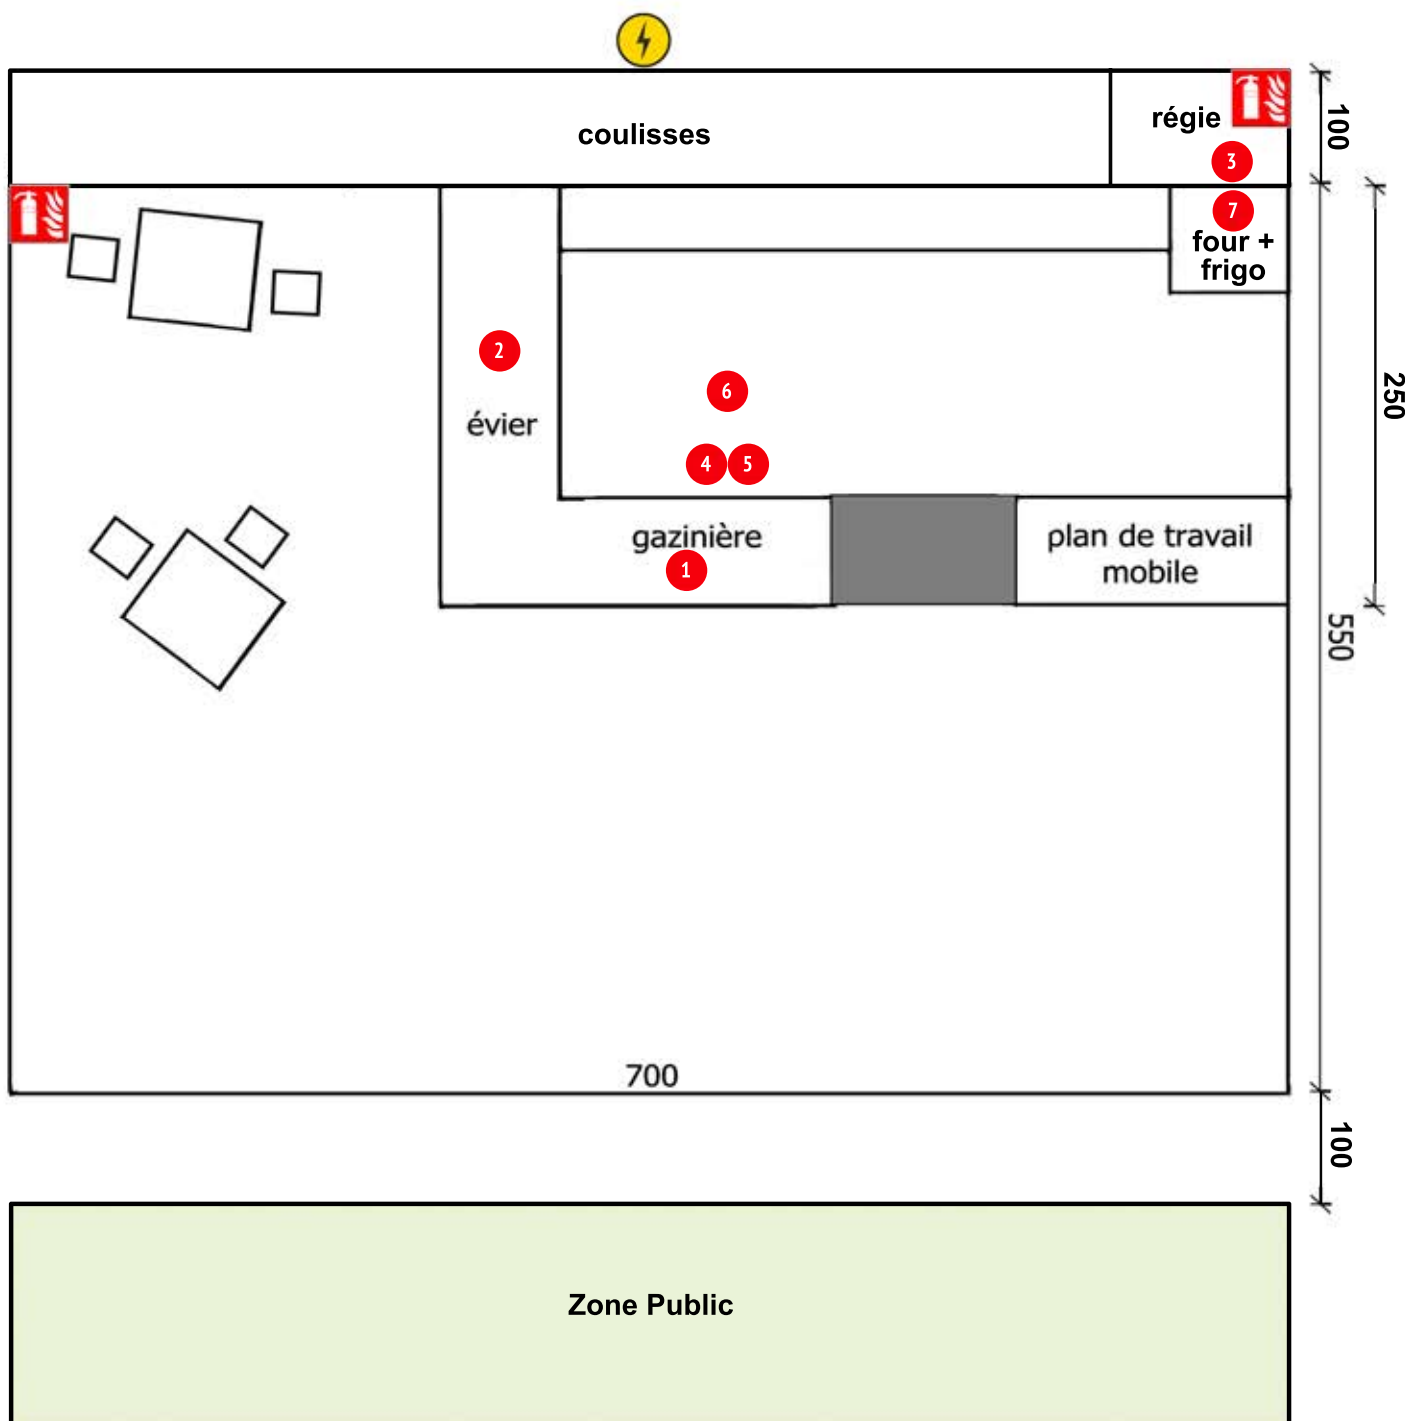 coulisses
régie
100
3
7
four +
frigo
2
6
250
évier
4
5
gazinière
plan de travail
mobile
1
550
700
100
Zone Public